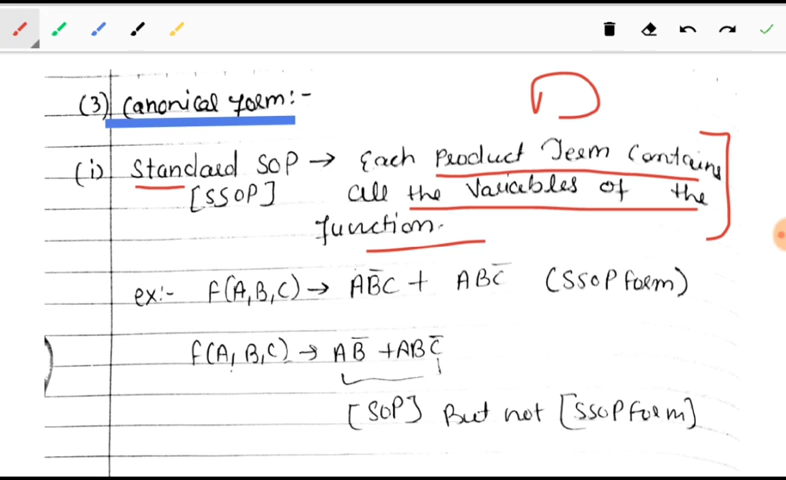 (3) Canonical form:-
(i) Standard SOP → Each Product Term Contains
[SSOP] all the Variables of the
function.
ex:- F(A,B,C) → AB̅C + ABC̅ (SSOP form)
F(A,B,C) → AB̅ + ABC̅
[SOP] But not [SSOP form]